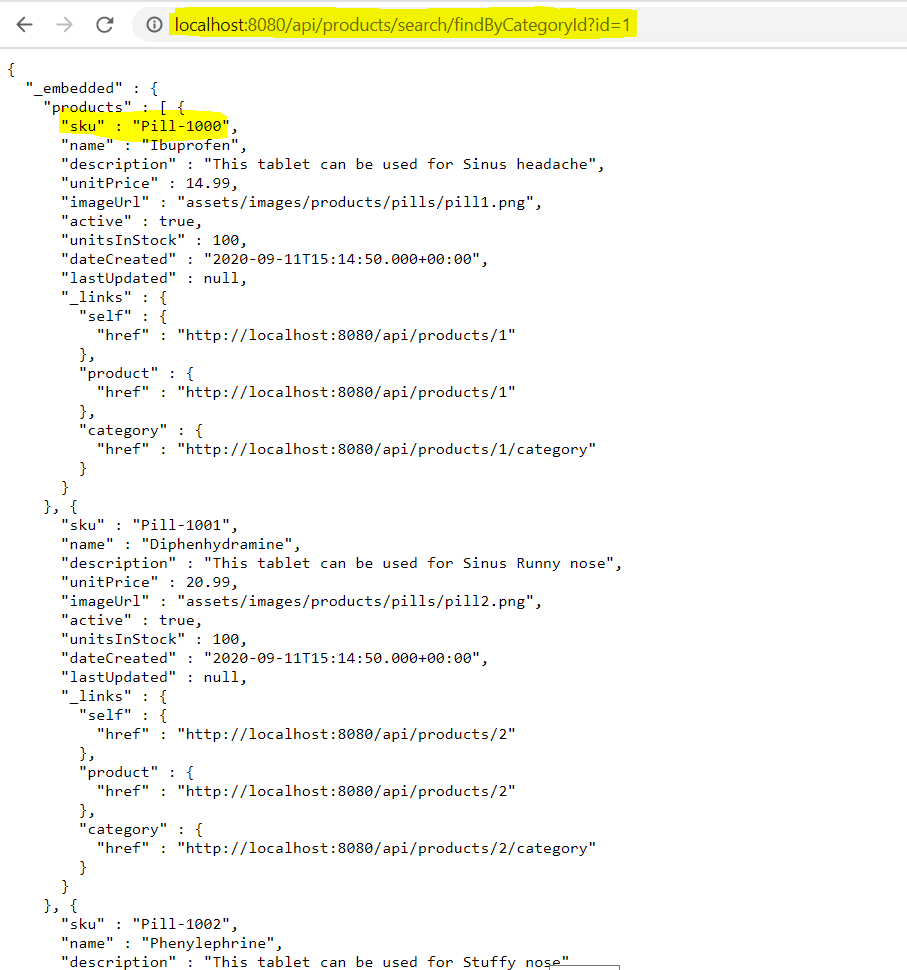 localhost:8080/api/products/search/findByCategoryId?id=1
{
  "_embedded" : {
    "products" : [ {
      "sku" : "Pill-1000",
      "name" : "Ibuprofen",
      "description" : "This tablet can be used for Sinus headache",
      "unitPrice" : 14.99,
      "imageUrl" : "assets/images/products/pills/pill1.png",
      "active" : true,
      "unitsInStock" : 100,
      "dateCreated" : "2020-09-11T15:14:50.000+00:00",
      "lastUpdated" : null,
      "_links" : {
        "self" : {
          "href" : "http://localhost:8080/api/products/1"
        },
        "product" : {
          "href" : "http://localhost:8080/api/products/1"
        },
        "category" : {
          "href" : "http://localhost:8080/api/products/1/category"
        }
      }
    }, {
      "sku" : "Pill-1001",
      "name" : "Diphenhydramine",
      "description" : "This tablet can be used for Sinus Runny nose",
      "unitPrice" : 20.99,
      "imageUrl" : "assets/images/products/pills/pill2.png",
      "active" : true,
      "unitsInStock" : 100,
      "dateCreated" : "2020-09-11T15:14:50.000+00:00",
      "lastUpdated" : null,
      "_links" : {
        "self" : {
          "href" : "http://localhost:8080/api/products/2"
        },
        "product" : {
          "href" : "http://localhost:8080/api/products/2"
        },
        "category" : {
          "href" : "http://localhost:8080/api/products/2/category"
        }
      }
    }, {
      "sku" : "Pill-1002",
      "name" : "Phenylephrine",
      "description" : "This tablet can be used for Stuffy nose"